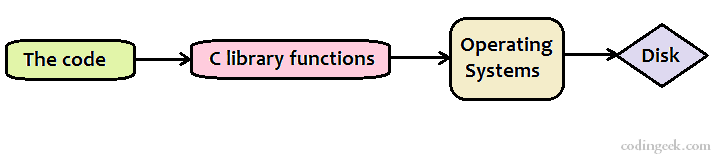 The code
C library functions
Operating
Systems
Disk
codingeek.com